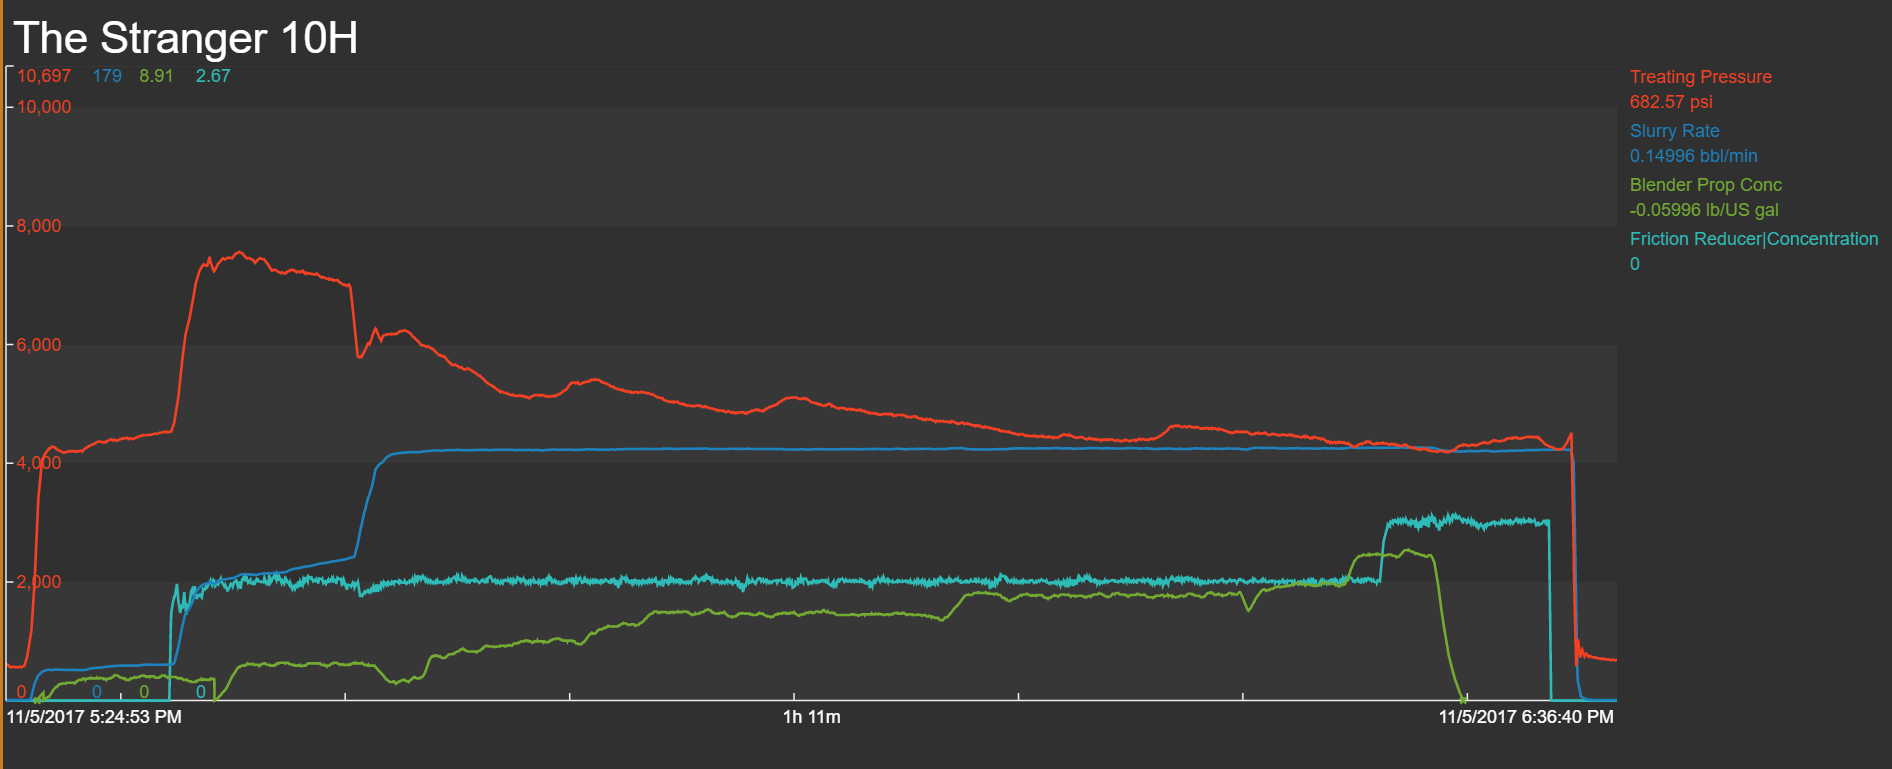 The Stranger 10H
10,697 179 8.91 2.67
10,000
8,000
6,000
4,000
2,000
0 0 0 0
11/5/2017 5:24:53 PM 1h 11m 11/5/2017 6:36:40 PM
Treating Pressure
682.57 psi
Slurry Rate
0.14996 bbl/min
Blender Prop Conc
-0.05996 lb/US gal
Friction Reducer|Concentration
0